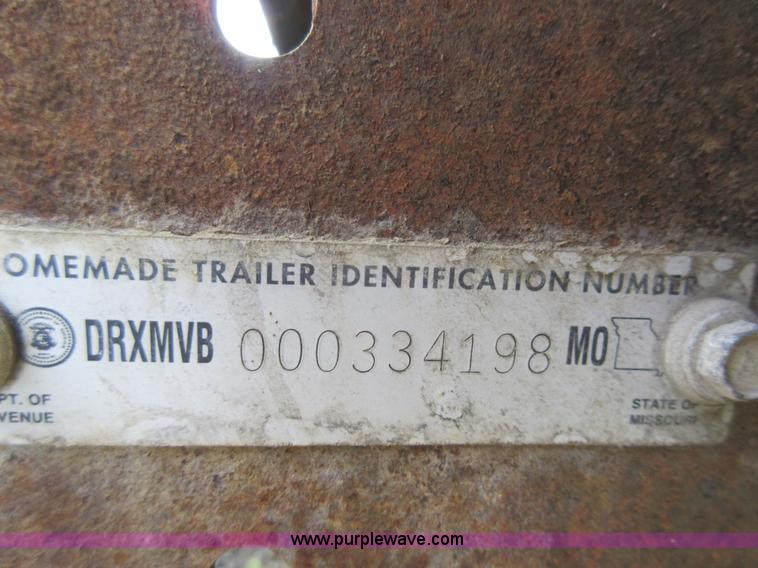 OMEMADE TRAILER IDENTIFICATION NUMBER
DRXMVB 000334198 MO
PT. OF
VENUE
STATE OF
MISSOURI
www.purplewave.com